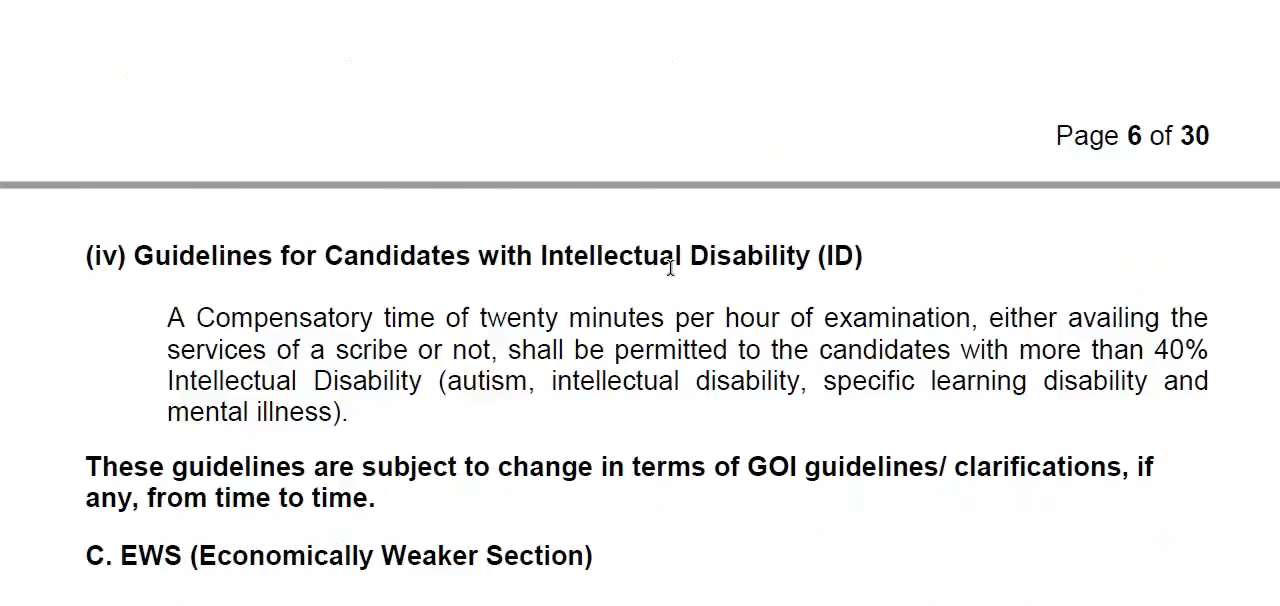 Page 6 of 30
(iv) Guidelines for Candidates with Intellectual Disability (ID)
A Compensatory time of twenty minutes per hour of examination, either availing the
services of a scribe or not, shall be permitted to the candidates with more than 40%
Intellectual Disability (autism, intellectual disability, specific learning disability and
mental illness).
These guidelines are subject to change in terms of GOI guidelines/ clarifications, if
any, from time to time.
C. EWS (Economically Weaker Section)